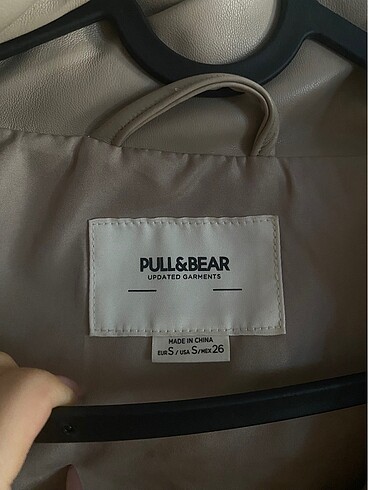 PULL&BEAR
UPDATED GARMENTS
MADE IN CHINA
EUR S / USA S/MEX 26